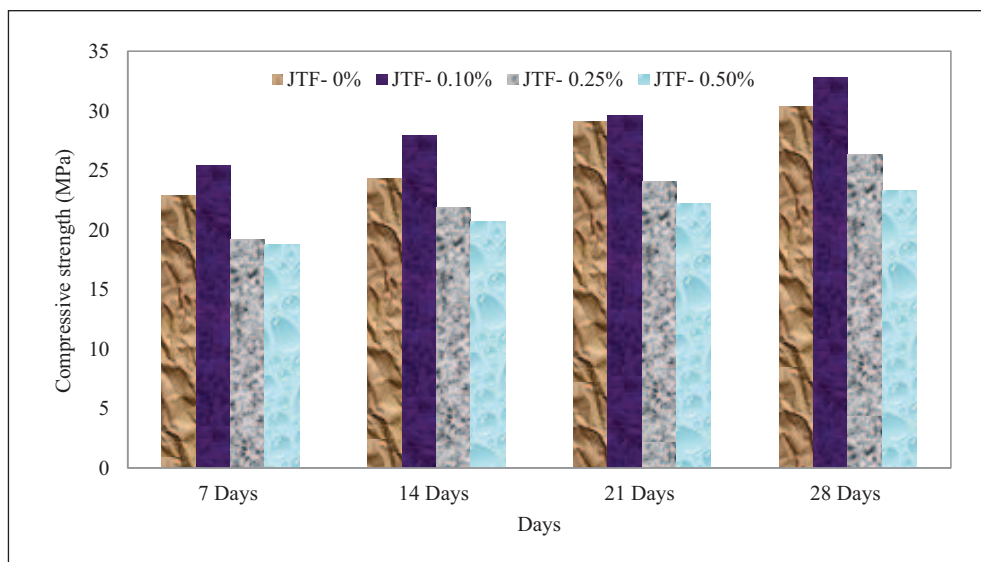 35
JTF- 0% JTF- 0.10% JTF- 0.25% JTF- 0.50%
30
25
20
15
10
5
0
Compressive strength (MPa)
7 Days 14 Days 21 Days 28 Days
Days